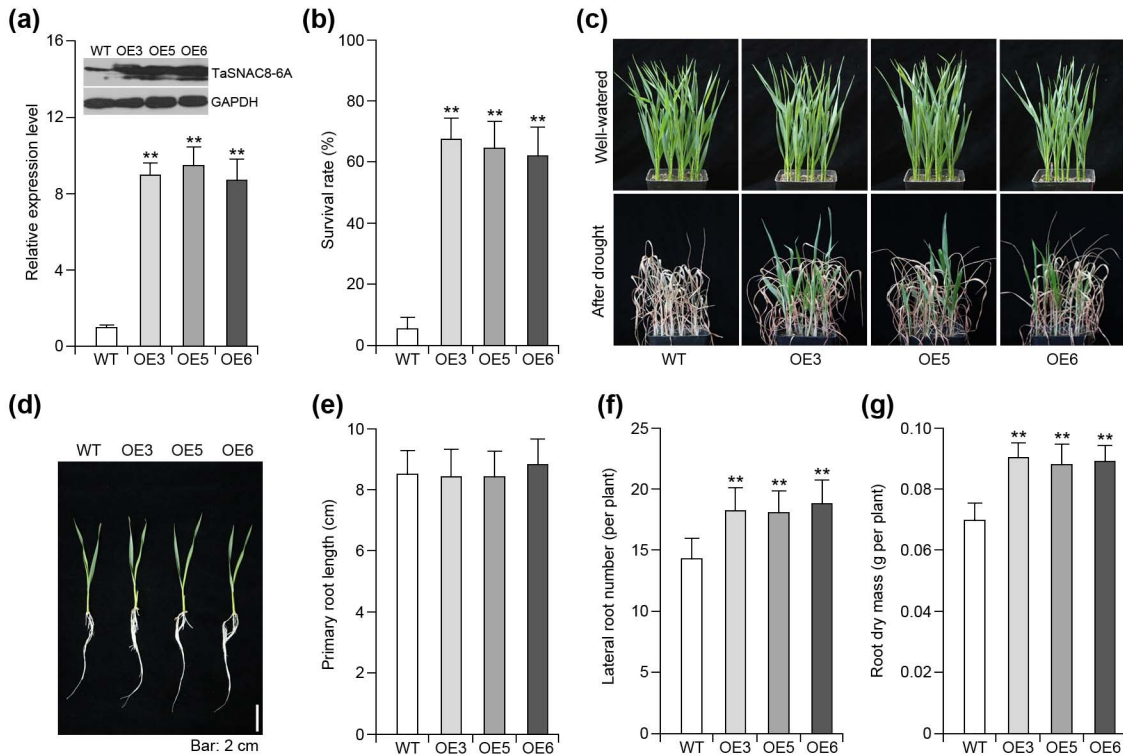 (a)
16
12
8
4
0
Relative expression level
WT OE3 OE5 OE6
TaSNAC8-6A
GAPDH
** ** **
WT OE3 OE5 OE6
(b)
100
80
60
40
20
0
Survival rate (%)
** ** **
WT OE3 OE5 OE6
(c)
Well-watered
After drought
WT OE3 OE5 OE6
(d)
WT OE3 OE5 OE6
Bar: 2 cm
(e)
10
8
6
4
2
0
Primary root length (cm)
WT OE3 OE5 OE6
(f)
25
20
15
10
5
0
Lateral root number (per plant)
** ** **
WT OE3 OE5 OE6
(g)
0.10
0.08
0.06
0.04
0.02
0.00
Root dry mass (g per plant)
** ** **
WT OE3 OE5 OE6